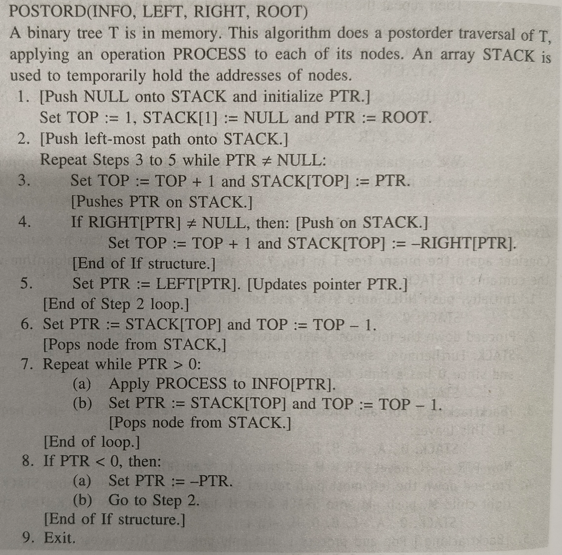 POSTORD(INFO, LEFT, RIGHT, ROOT)
A binary tree T is in memory. This algorithm does a postorder traversal of T,
applying an operation PROCESS to each of its nodes. An array STACK is
used to temporarily hold the addresses of nodes.
1. [Push NULL onto STACK and initialize PTR.]
Set TOP := 1, STACK[1] := NULL and PTR := ROOT.
2. [Push left-most path onto STACK.]
Repeat Steps 3 to 5 while PTR ≠ NULL:
3. Set TOP := TOP + 1 and STACK[TOP] := PTR.
[Pushes PTR on STACK.]
4. If RIGHT[PTR] ≠ NULL, then: [Push on STACK.]
Set TOP := TOP + 1 and STACK[TOP] := –RIGHT[PTR].
[End of If structure.]
5. Set PTR := LEFT[PTR]. [Updates pointer PTR.]
[End of Step 2 loop.]
6. Set PTR := STACK[TOP] and TOP := TOP – 1.
[Pops node from STACK,]
7. Repeat while PTR > 0:
(a) Apply PROCESS to INFO[PTR].
(b) Set PTR := STACK[TOP] and TOP := TOP – 1.
[Pops node from STACK.]
[End of loop.]
8. If PTR < 0, then:
(a) Set PTR := –PTR.
(b) Go to Step 2.
[End of If structure.]
9. Exit.